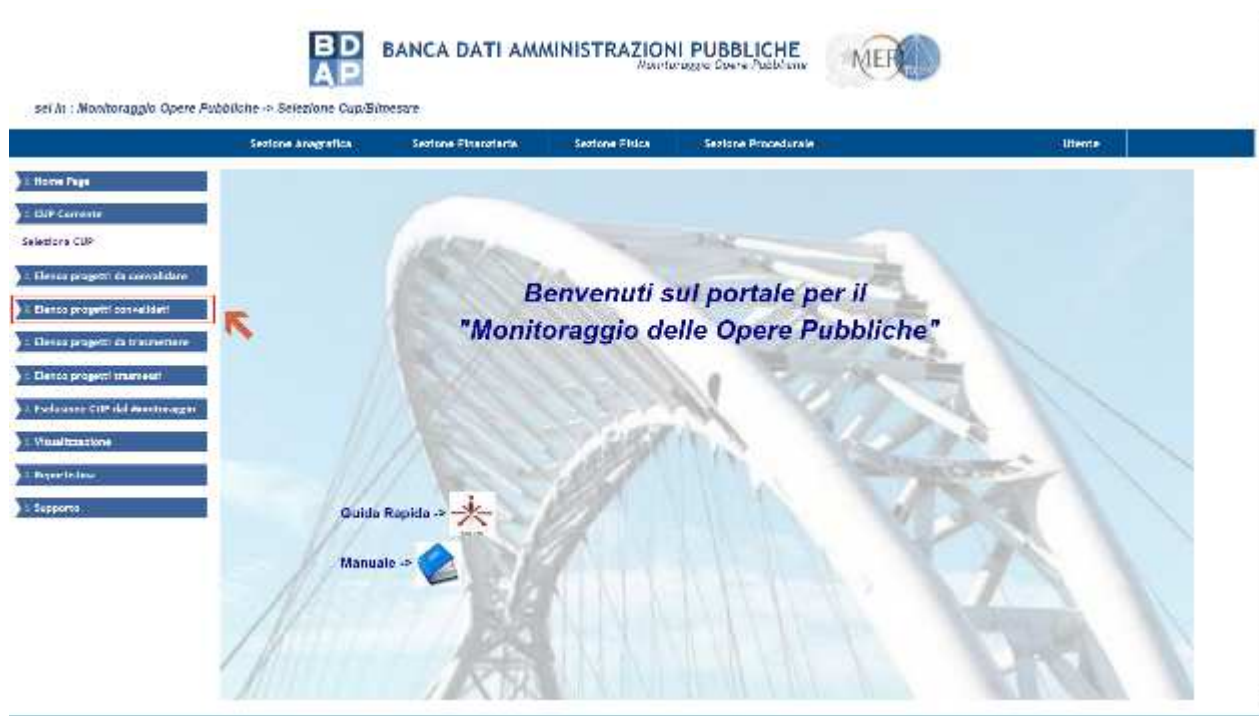 BD
AP
BANCA DATI AMMINISTRAZIONI PUBBLICHE
Monitoraggio Opere Pubbliche
MEF
sei in : Monitoraggio Opere Pubbliche -> Selezione Cup/Bimestre
Sezione Anagrafica Sezione Finanziaria Sezione Fisica Sezione Procedurale Utente
: Home Page
: CUP Corrente
Seleziona CUP
: Elenco progetti da convalidare
: Elenco progetti convalidati
: Elenco progetti da trasmettere
: Elenco progetti trasmessi
: Esclusione CUP dal Monitoraggio
: Visualizzazione
: Reportistica
: Supporto
Benvenuti sul portale per il
"Monitoraggio delle Opere Pubbliche"
Guida Rapida ->
Manuale ->